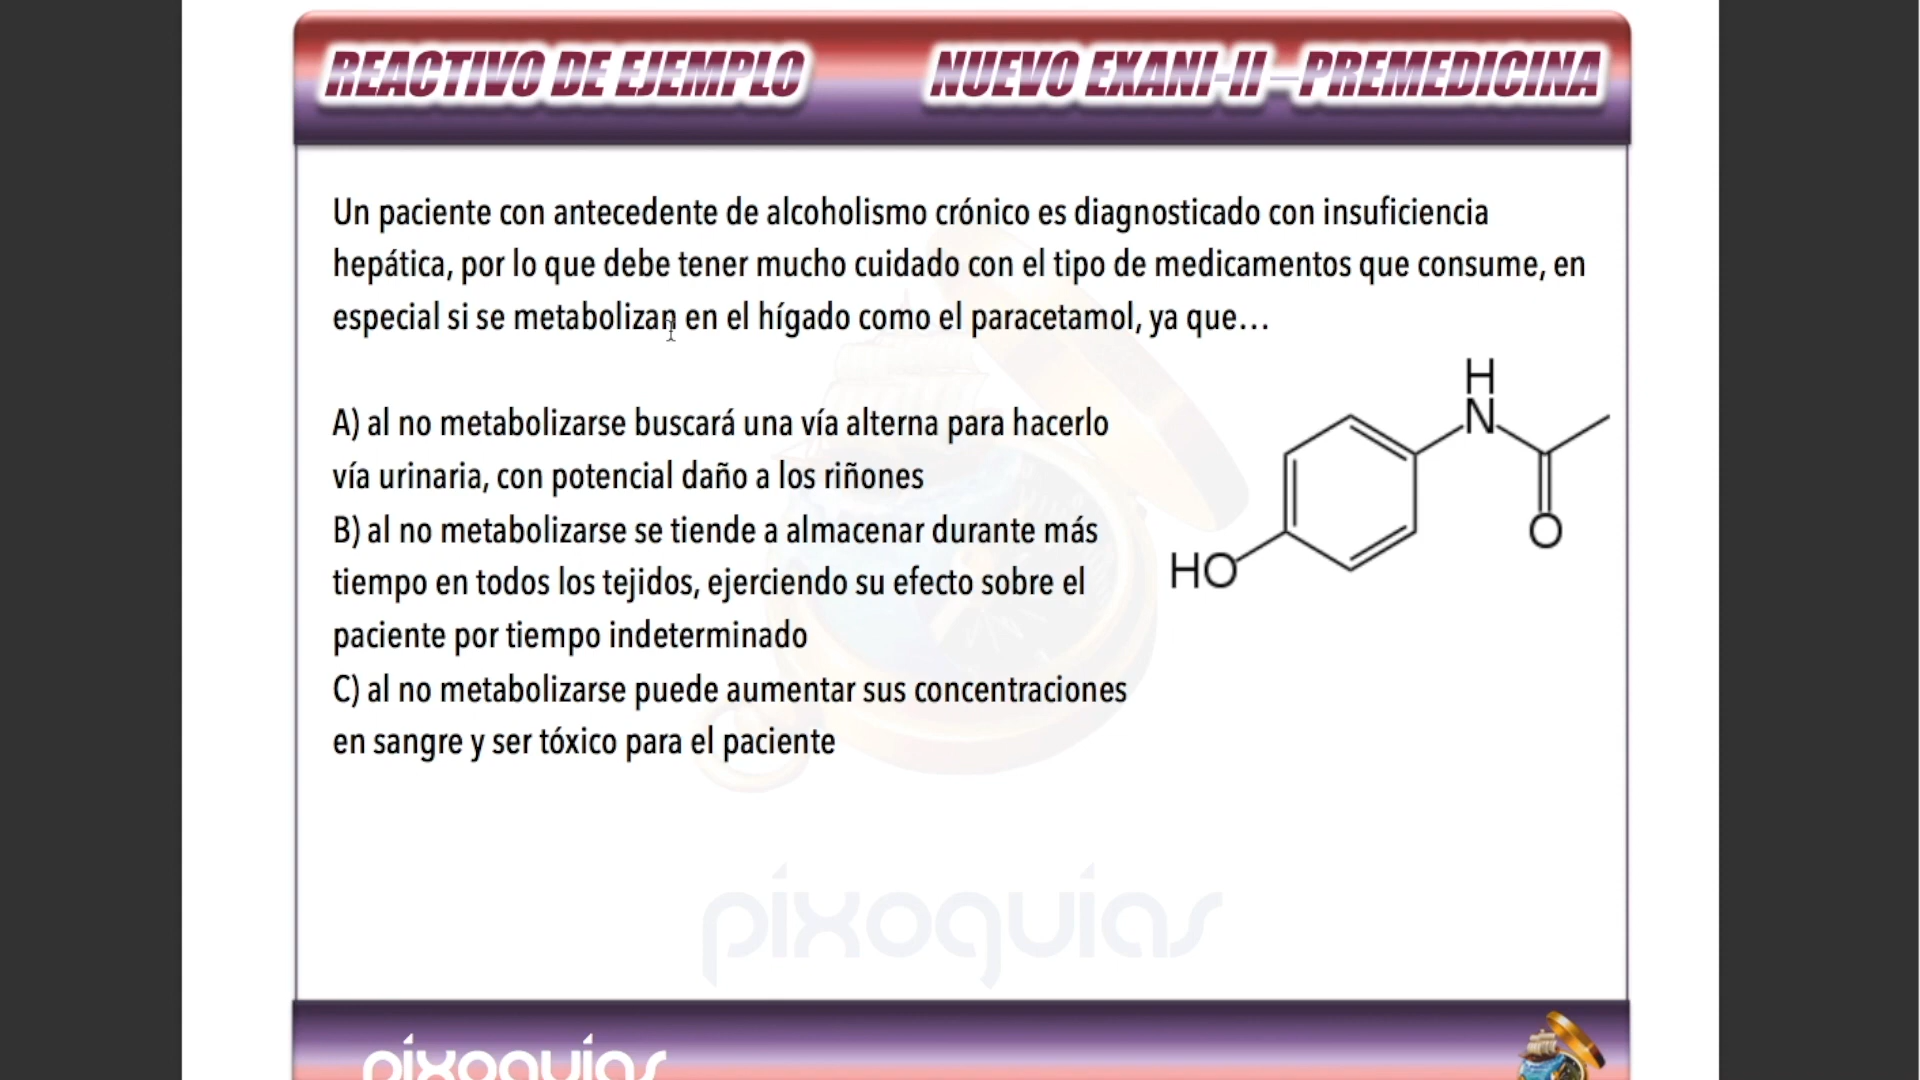 REACTIVO DE EJEMPLO
NUEVO EXANI-II – PREMEDICINA
Un paciente con antecedente de alcoholismo crónico es diagnosticado con insuficiencia
hepática, por lo que debe tener mucho cuidado con el tipo de medicamentos que consume, en
especial si se metabolizan en el hígado como el paracetamol, ya que...
A) al no metabolizarse buscará una vía alterna para hacerlo
vía urinaria, con potencial daño a los riñones
B) al no metabolizarse se tiende a almacenar durante más
tiempo en todos los tejidos, ejerciendo su efecto sobre el
paciente por tiempo indeterminado
C) al no metabolizarse puede aumentar sus concentraciones
en sangre y ser tóxico para el paciente
H
N
O
HO
pixoguias
pixoguias